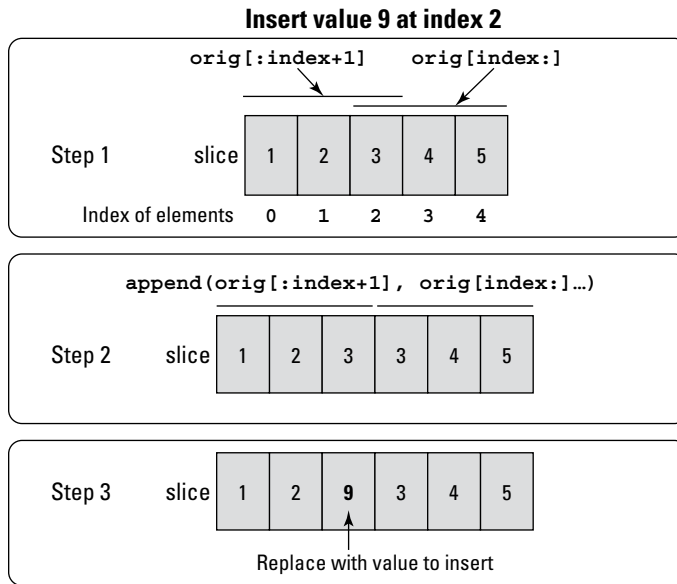 Insert value 9 at index 2
orig[:index+1] orig[index:]
Step 1 slice 1 2 3 4 5
Index of elements 0 1 2 3 4
append(orig[:index+1], orig[index:]…)
Step 2 slice 1 2 3 3 4 5
Step 3 slice 1 2 9 3 4 5
Replace with value to insert